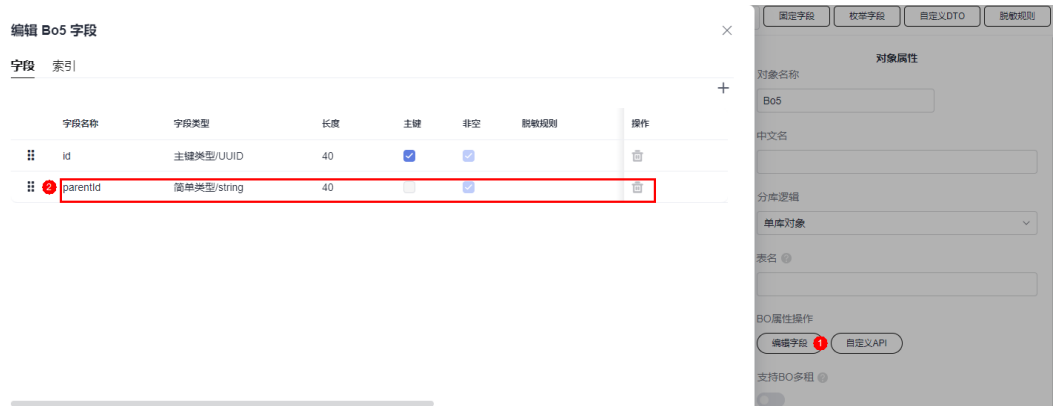 编辑 Bo5 字段
字段 索引
字段名称 字段类型 长度 主键 非空 脱敏规则 操作
id 主键类型/UUID 40
2 parentId 简单类型/string 40
固定字段 枚举字段 自定义DTO 脱敏规则
对象属性
对象名称
Bo5
中文名
分库逻辑
单库对象
表名
BO属性操作
编辑字段 1 自定义API
支持BO多租